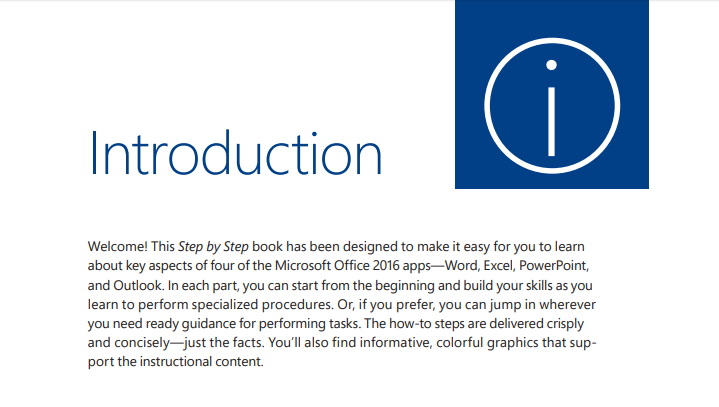 Introduction
Welcome! This Step by Step book has been designed to make it easy for you to learn
about key aspects of four of the Microsoft Office 2016 apps—Word, Excel, PowerPoint,
and Outlook. In each part, you can start from the beginning and build your skills as you
learn to perform specialized procedures. Or, if you prefer, you can jump in wherever
you need ready guidance for performing tasks. The how-to steps are delivered crisply
and concisely—just the facts. You’ll also find informative, colorful graphics that sup-
port the instructional content.